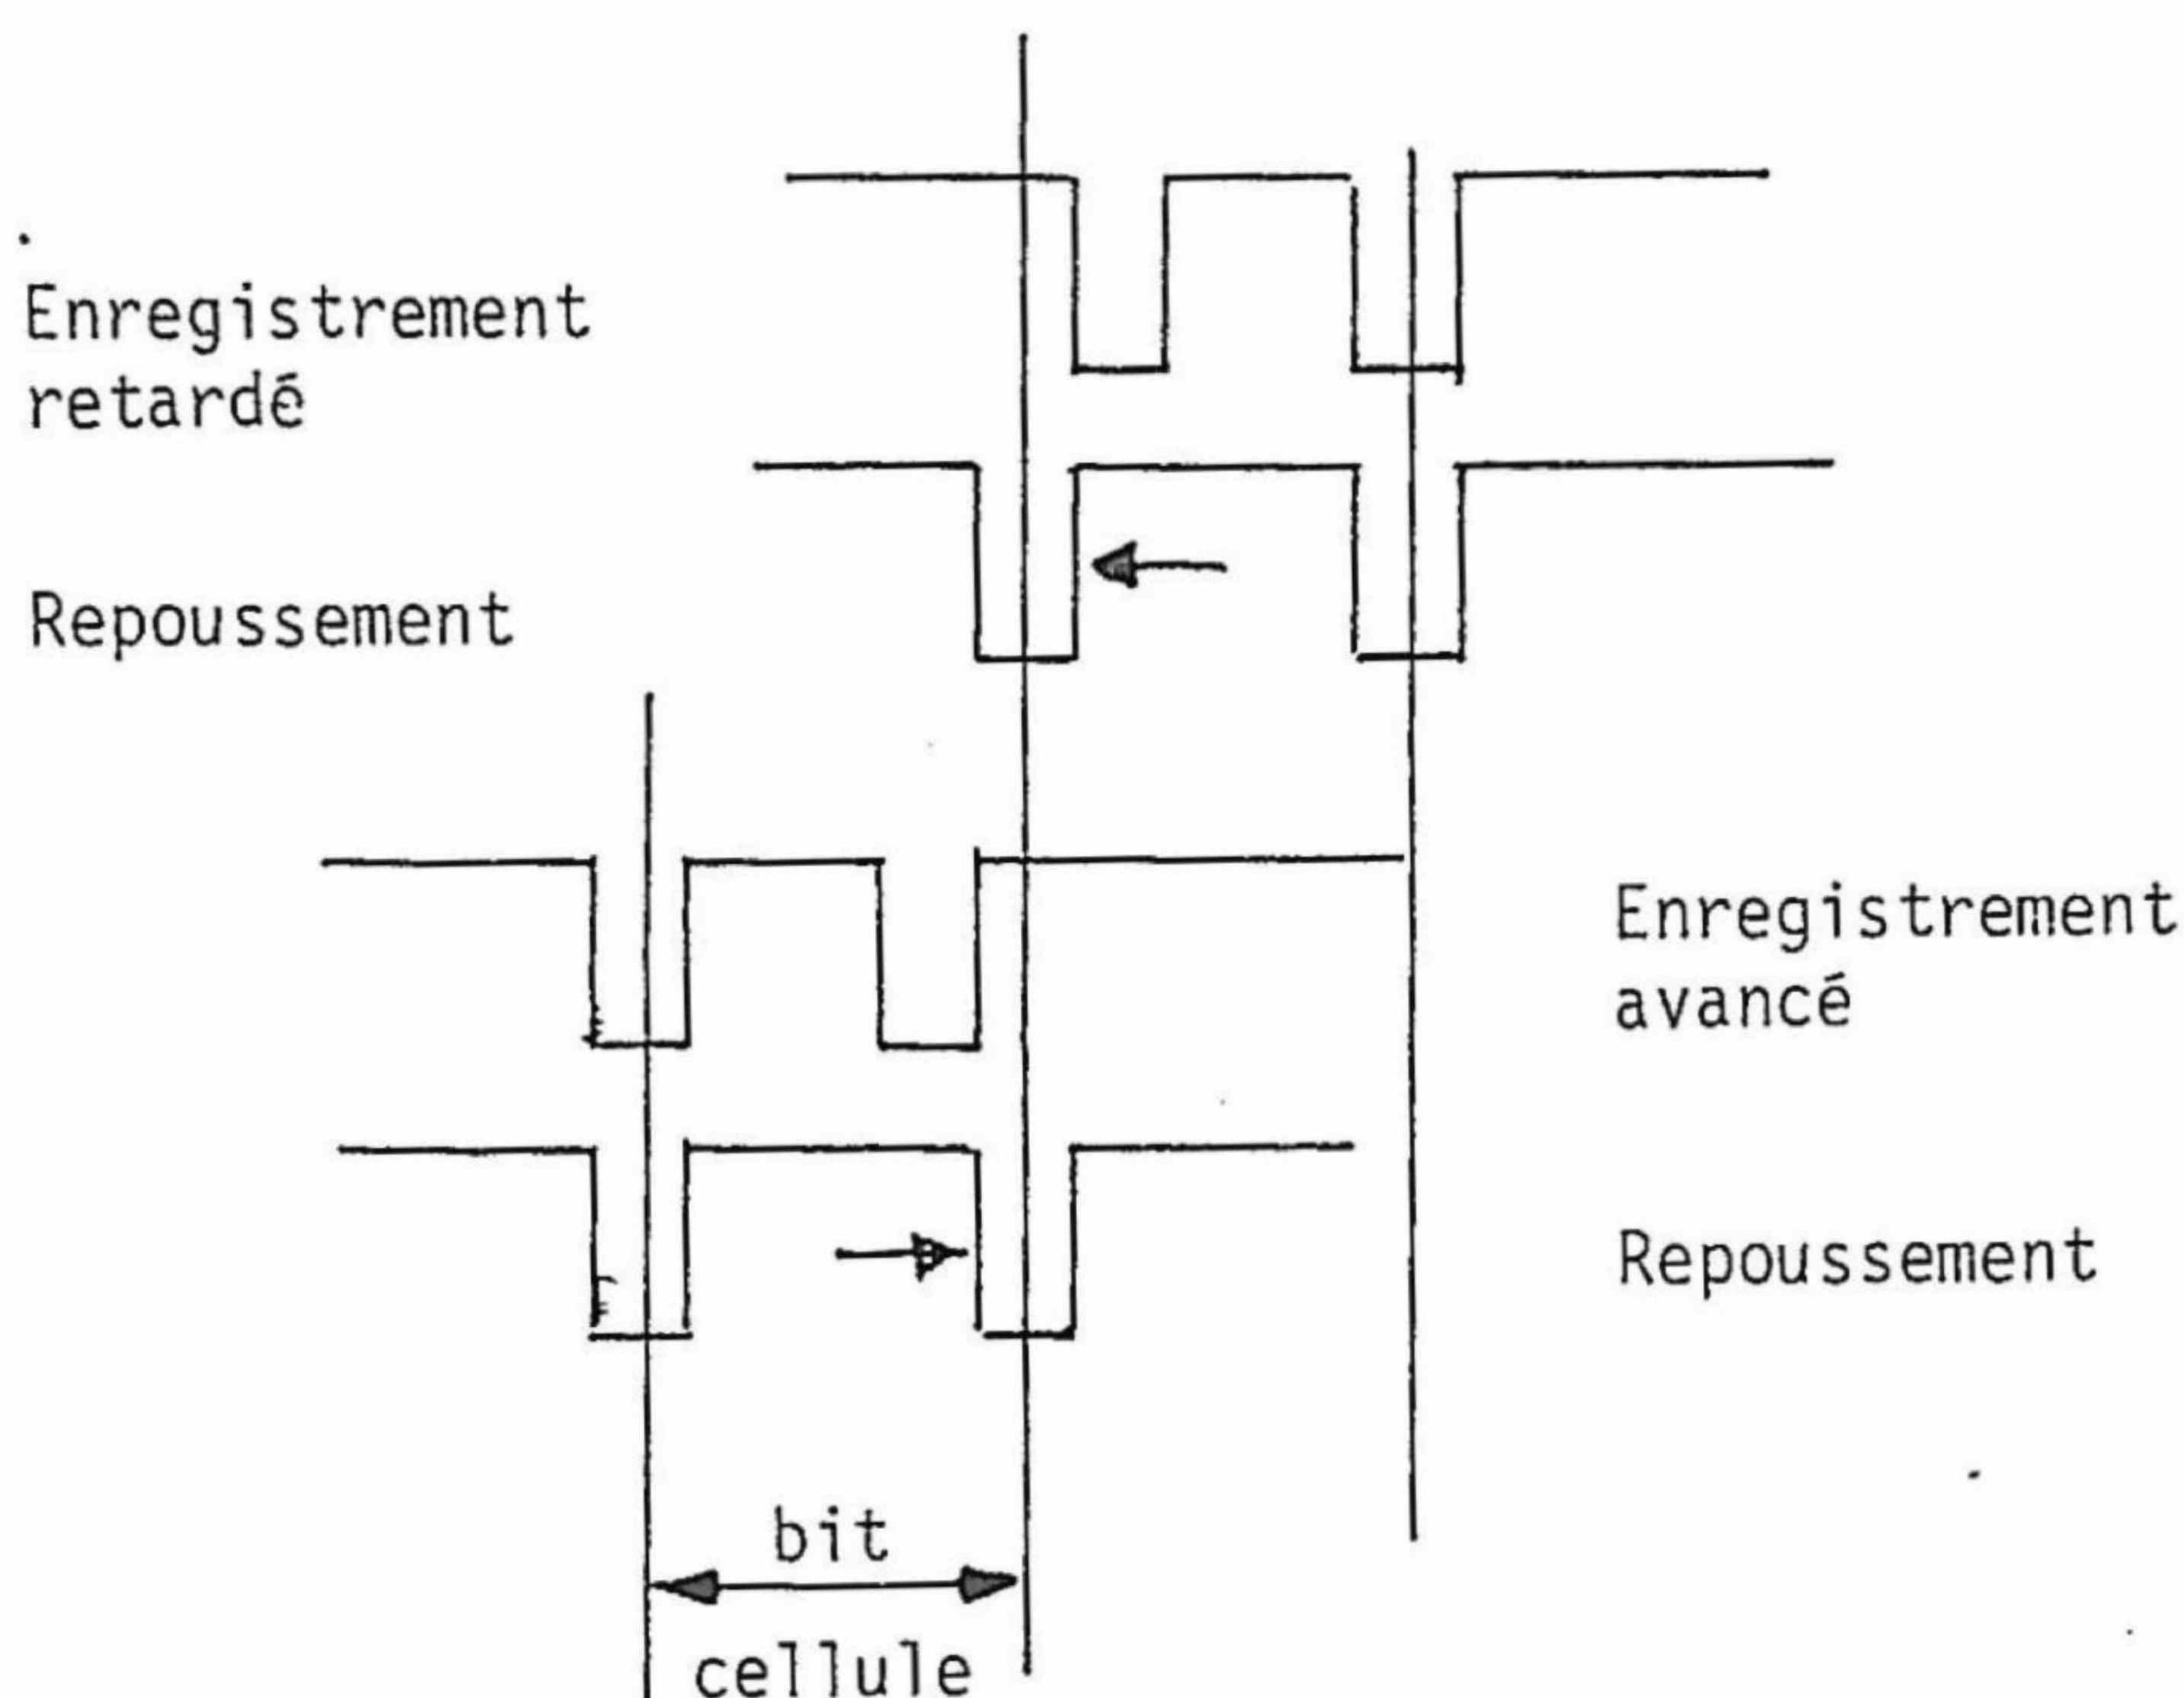 Enregistrement
retardé
Repoussement
Enregistrement
avancé
Repoussement
bit
cellule